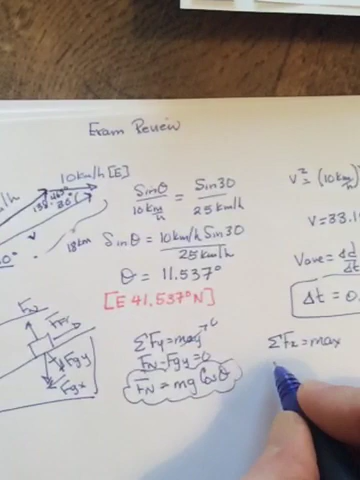 Exam Review
10km/h [E]
Sinθ/10km/h = Sin30/25km/h
18km
Sinθ = 10km/h Sin30/25km/h
θ = 11.537°
[E 41.537° N]
V² = (10km/
V = 33.1
Vave = Δd/Δt
Δt = 0.
FN
Ffr
Fgy
Fgx
ΣFy = may → 0
FN - Fgy = 0
FN = mg Cosθ
ΣFx = max